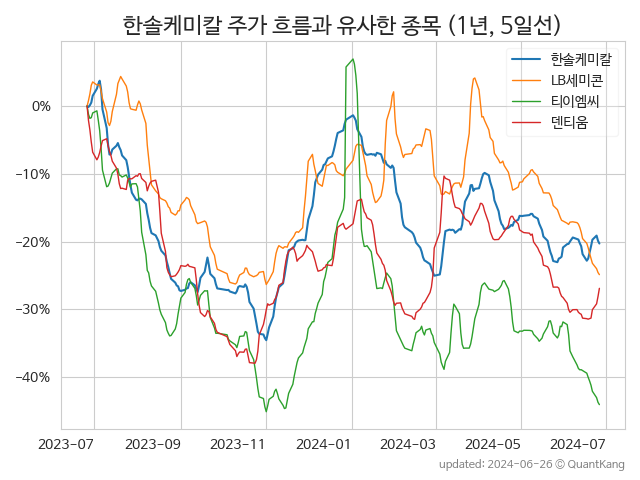 한솔케미칼 주가 흐름과 유사한 종목 (1년, 5일선)
한솔케미칼
LB세미콘
티이엠씨
덴티움
0%
−10%
−20%
−30%
−40%
2023-07 2023-09 2023-11 2024-01 2024-03 2024-05 2024-07
updated: 2024-06-26 © QuantKang